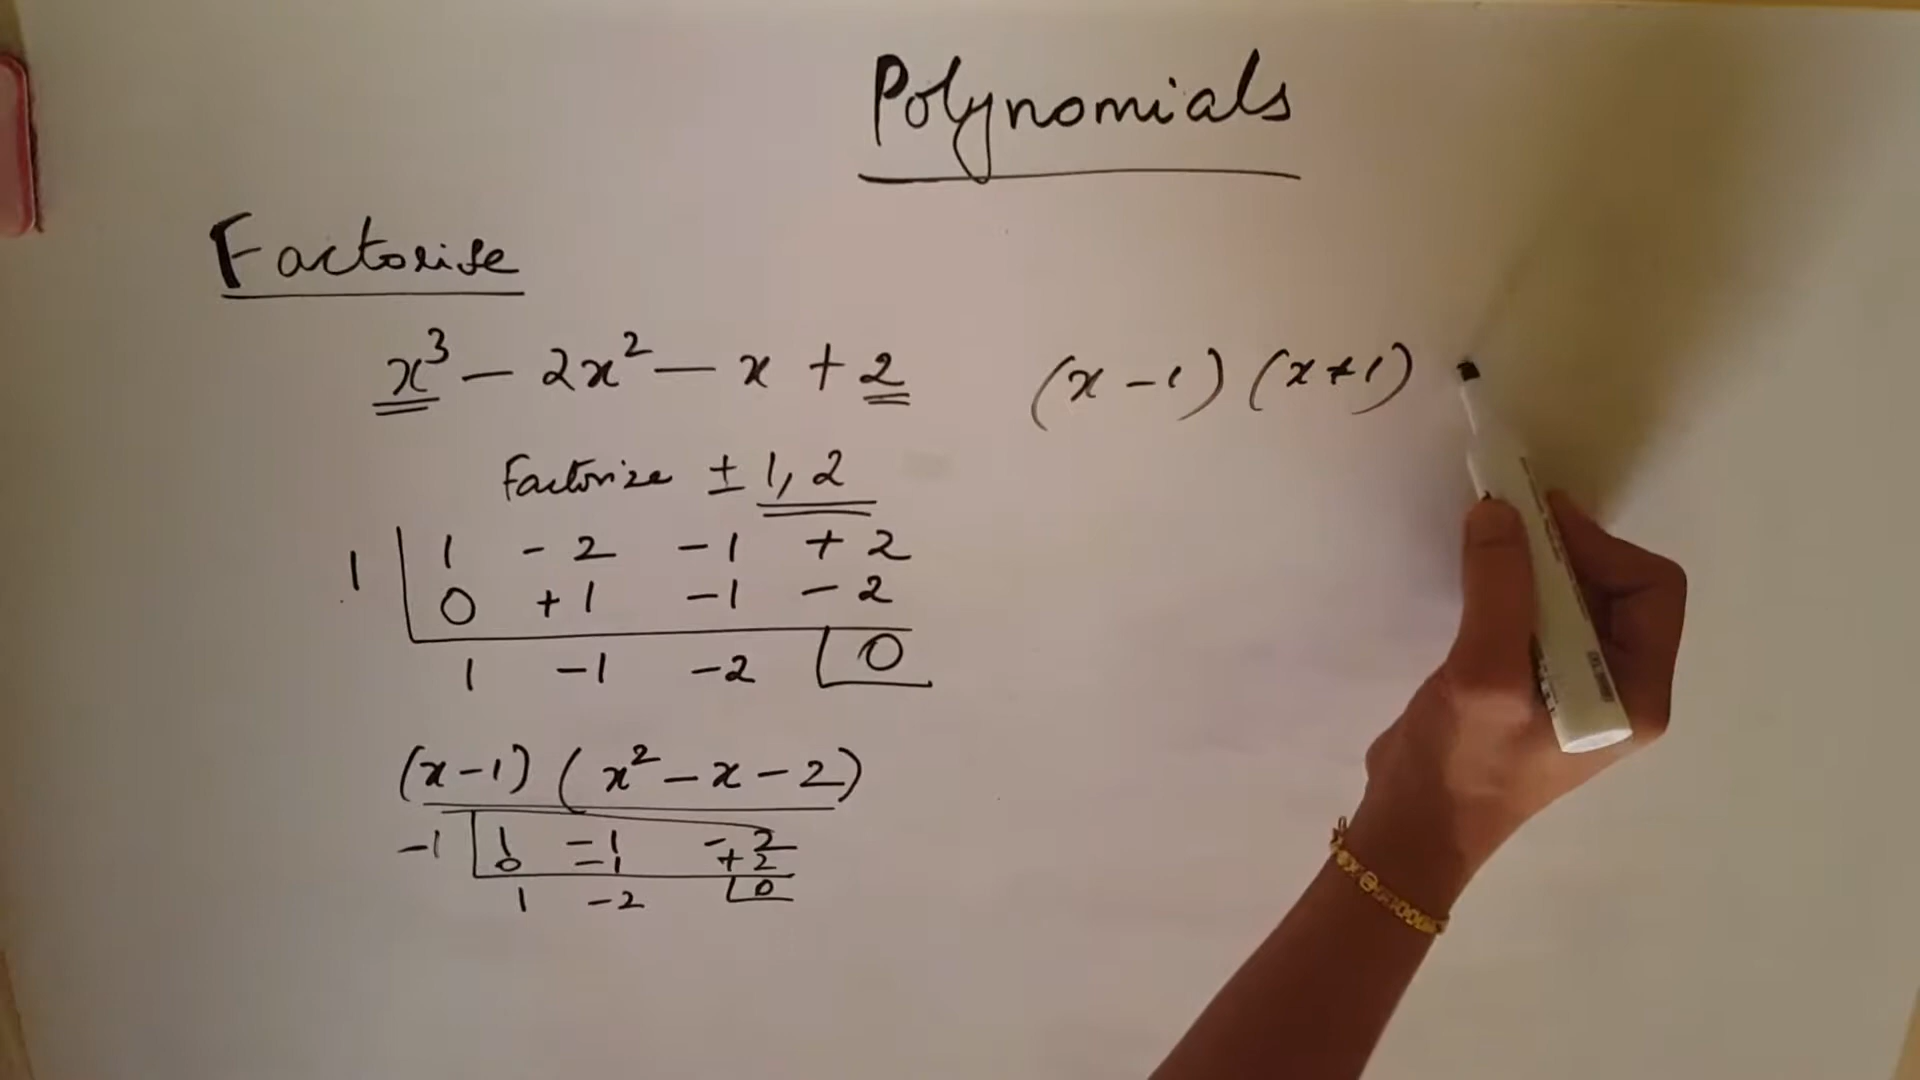 Polynomials
Factorise
x³ - 2x² - x + 2 (x - 1) (x + 1)
Factorize ± 1, 2
1 | 1 - 2 - 1 + 2
0 + 1 - 1 - 2
1 - 1 - 2 | 0
(x - 1) ( x² - x - 2)
-1 | 1 - 1 - 2
0 - 1 + 2
1 - 2 | 0